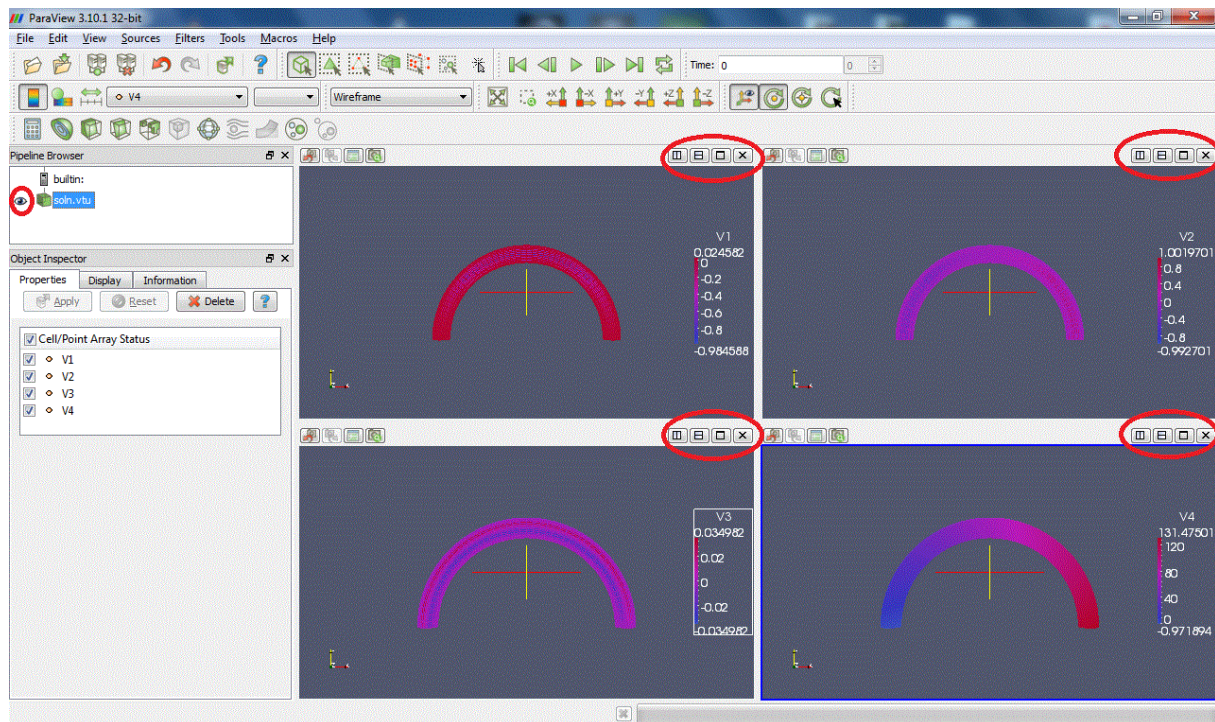 ParaView 3.10.1 32-bit
File Edit View Sources Filters Tools Macros Help
Time: 0 0
V4 Wireframe +X -X +Y -Y +Z -Z
Pipeline Browser
builtin:
soln.vtu
Object Inspector
Properties Display Information
Apply Reset Delete ?
Cell/Point Array Status
V1
V2
V3
V4
V1
0.024582
0
-0.2
-0.4
-0.6
-0.8
-0.984588
V2
1.0019701
0.8
0.4
0
-0.4
-0.8
-0.992701
V3
0.034982
0.02
0
-0.02
-0.034982
V4
131.47501
120
80
40
0
-0.971894